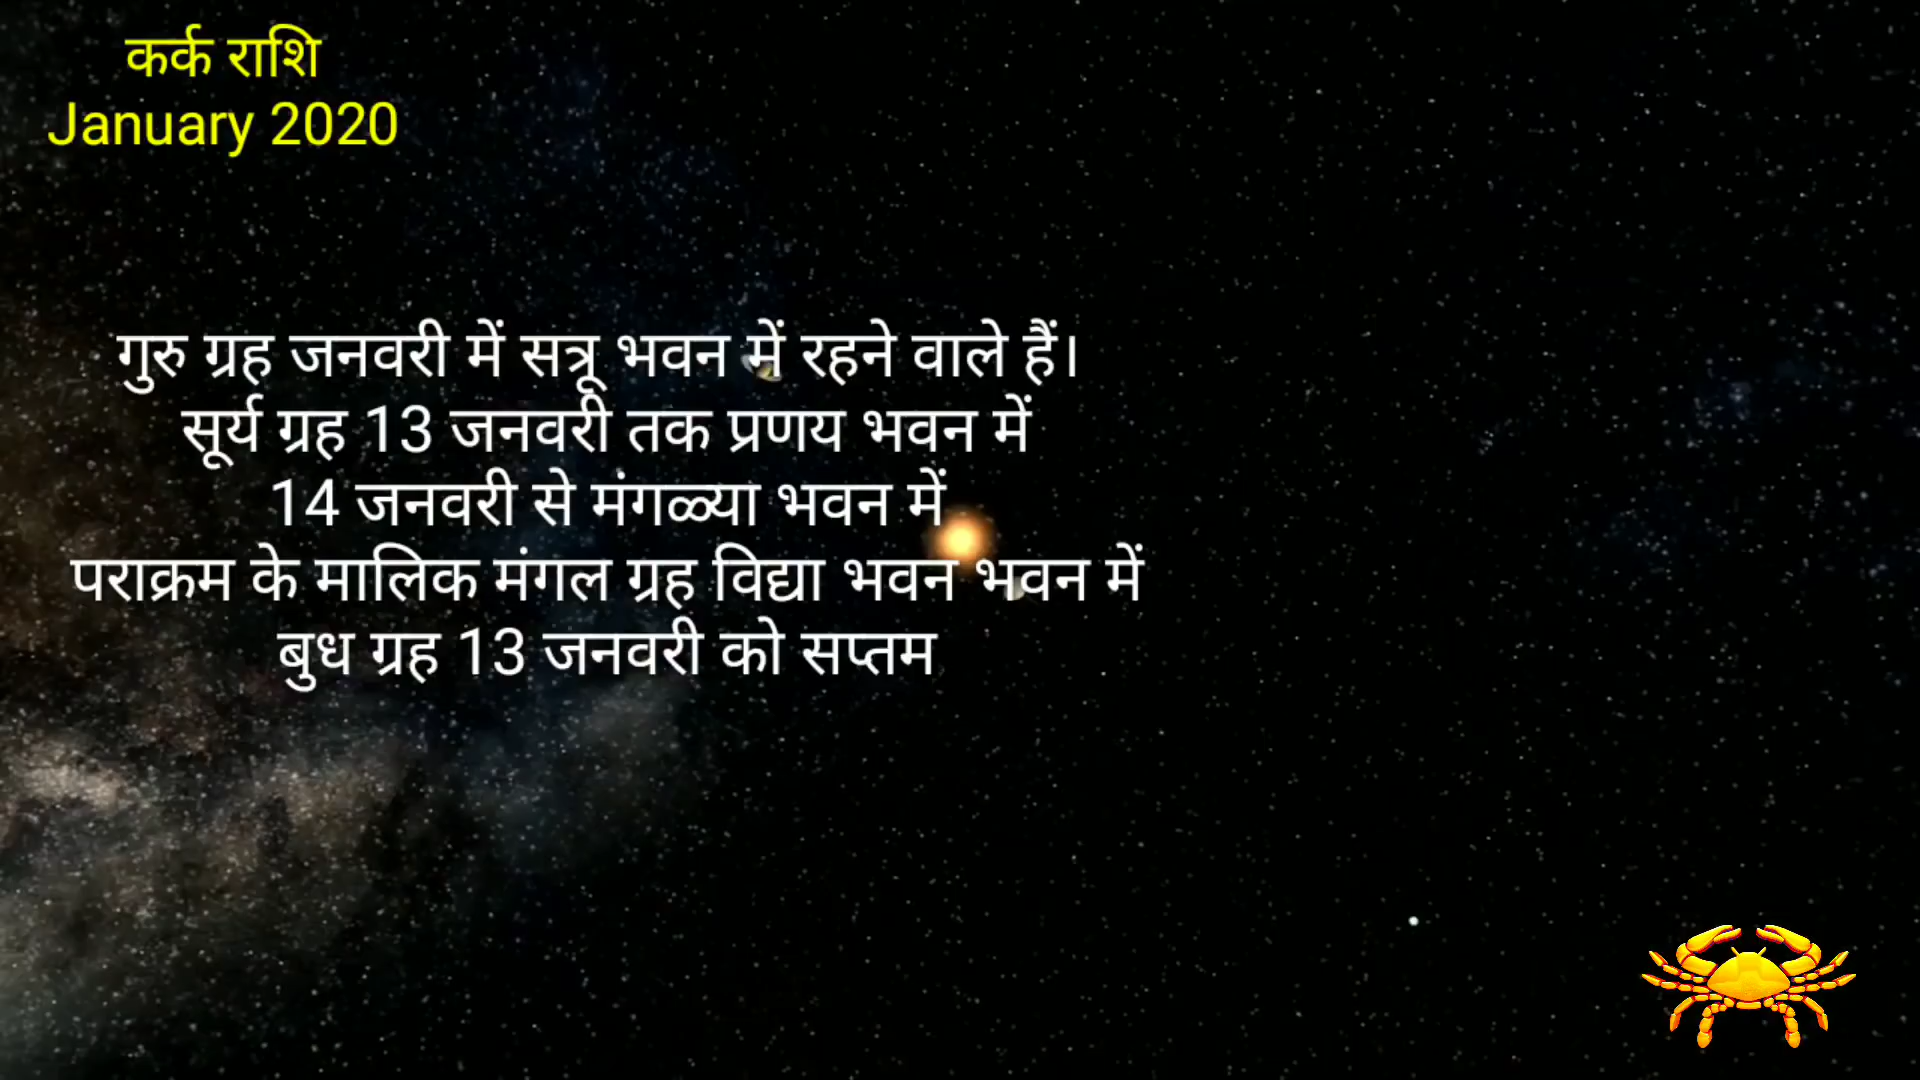 कर्क राशि
January 2020
गुरु ग्रह जनवरी में सत्रू भवन में रहने वाले हैं।
सूर्य ग्रह 13 जनवरी तक प्रणय भवन में
14 जनवरी से मंगळ्या भवन में
पराक्रम के मालिक मंगल ग्रह विद्या भवन भवन में
बुध ग्रह 13 जनवरी को सप्तम